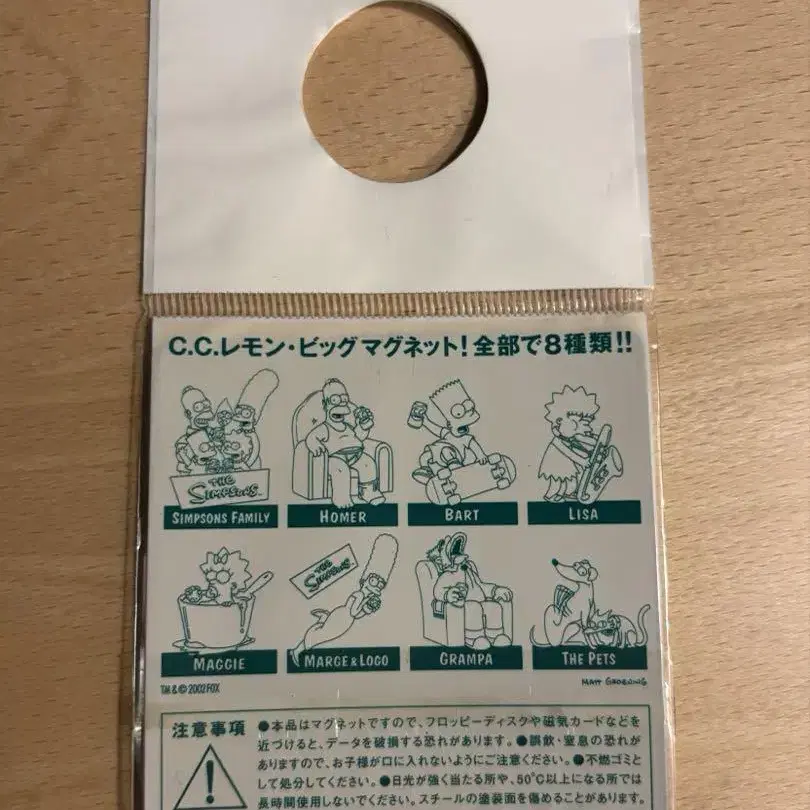 C.C.レモン・ビッグマグネット!全部で8種類!!
THE SIMPSONS™
SIMPSONS FAMILY
HOMER
BART
LISA
THE SIMPSONS
MAGGIE
MARGE & LOGO
GRAMPA
THE PETS
TM & © 2002 FOX
MATT GROENING
注意事項
●本品はマグネットですので、フロッピーディスクや磁気カードなどを
近づけると、データを破損する恐れがあります。●誤飲・窒息の恐れが
ありますので、お子様が口に入れないようにご注意ください。●不燃ゴミと
して処分してください。●日光が強く当たる所や、50°C以上になる所では
長時間使用しないでください。スチールの塗装面を傷めることがあります。